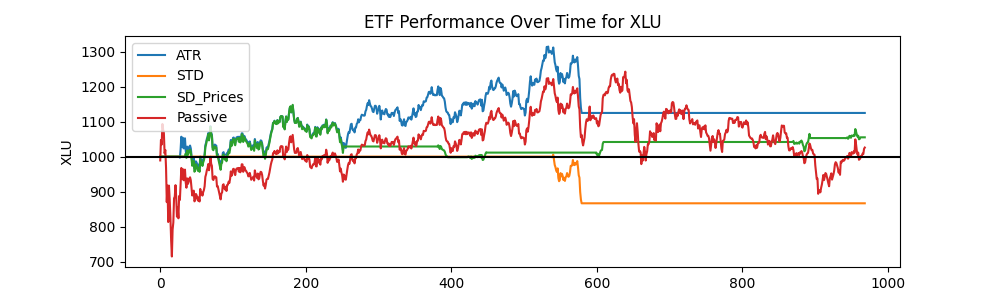 ETF Performance Over Time for XLU
ATR
STD
SD_Prices
Passive
XLU
1300
1200
1100
1000
900
800
700
0 200 400 600 800 1000